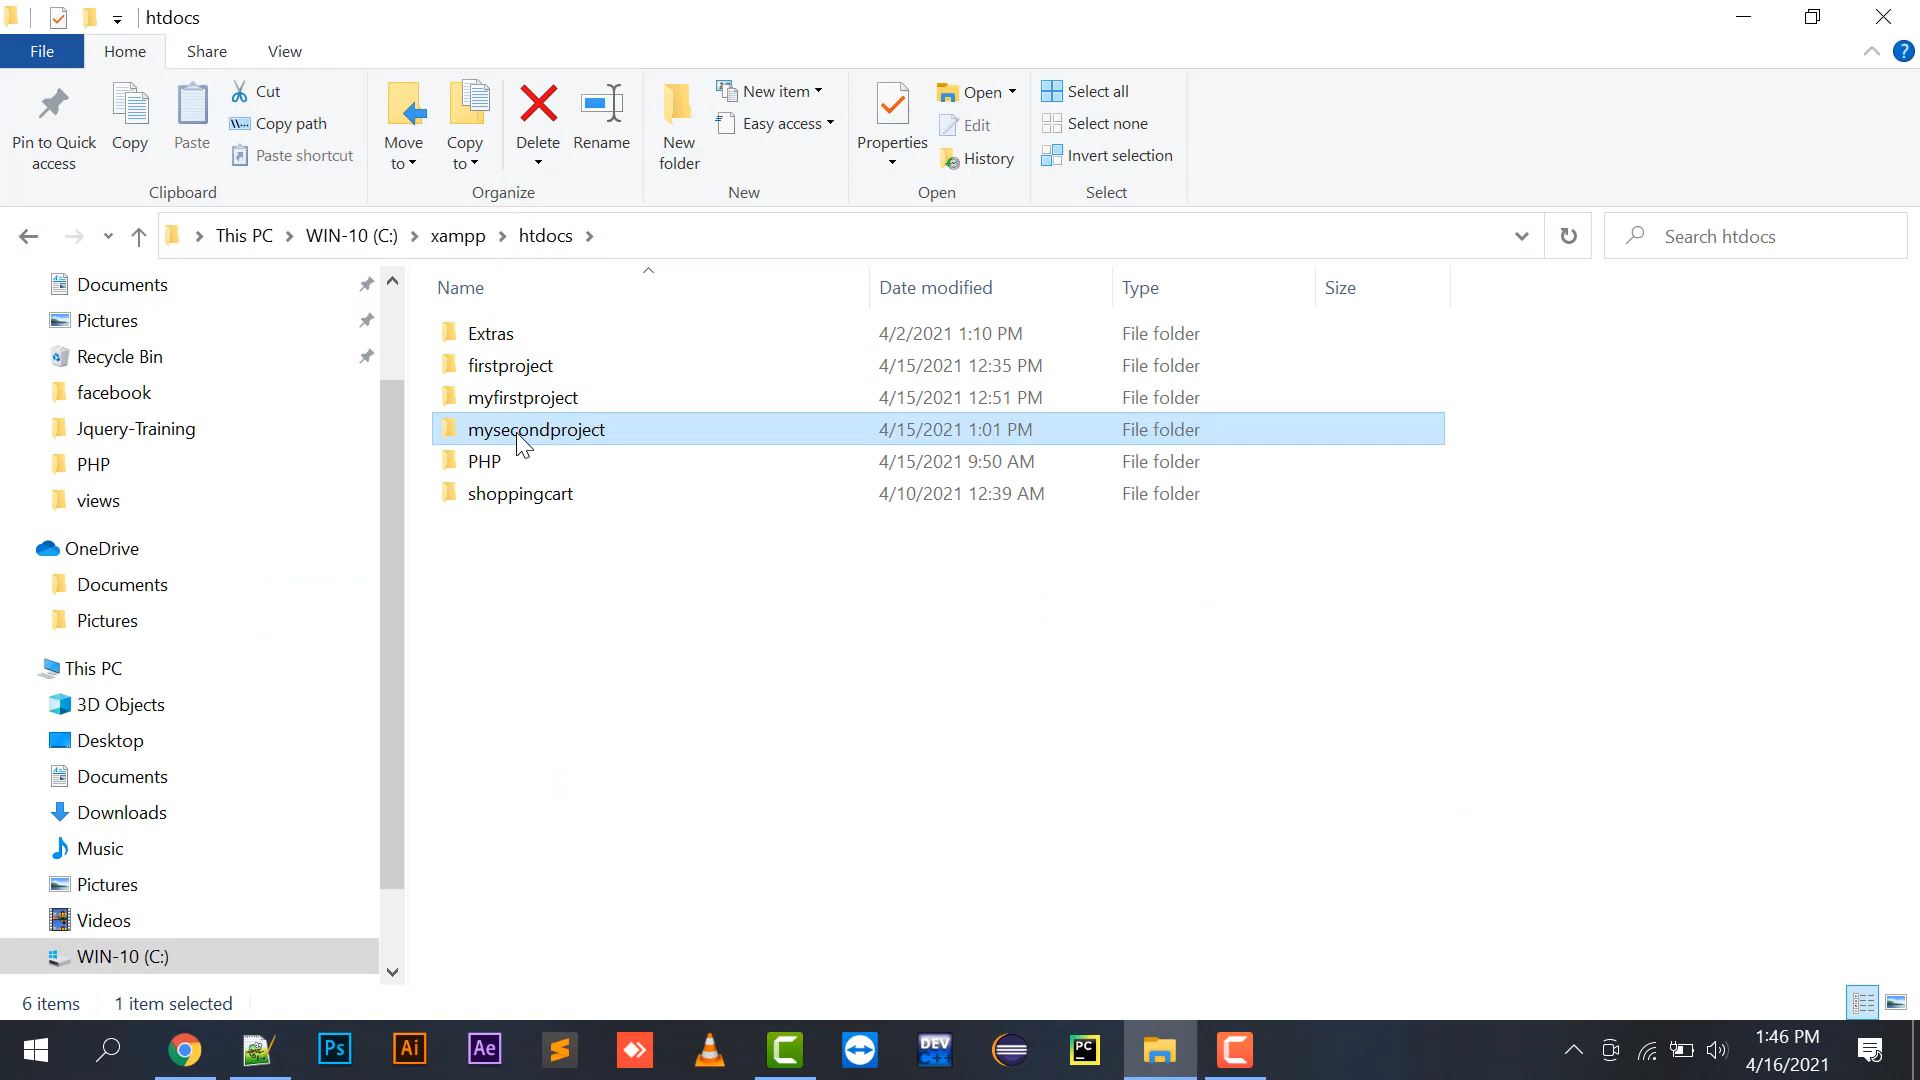 htdocs
File
Home
Share
View
Pin to Quick access
Copy
Paste
Cut
Copy path
Paste shortcut
Clipboard
Move to
Copy to
Delete
Rename
Organize
New folder
New item
Easy access
New
Properties
Open
Edit
History
Open
Select all
Select none
Invert selection
Select
This PC
WIN-10 (C:)
xampp
htdocs
Search htdocs
Documents
Pictures
Recycle Bin
facebook
Jquery-Training
PHP
views
OneDrive
Documents
Pictures
This PC
3D Objects
Desktop
Documents
Downloads
Music
Pictures
Videos
WIN-10 (C:)
Name Date modified Type Size
Extras 4/2/2021 1:10 PM File folder
firstproject 4/15/2021 12:35 PM File folder
myfirstproject 4/15/2021 12:51 PM File folder
mysecondproject 4/15/2021 1:01 PM File folder
PHP 4/15/2021 9:50 AM File folder
shoppingcart 4/10/2021 12:39 AM File folder
6 items 1 item selected
Ps
Ai
Ae
DEV C++
PC
1:46 PM
4/16/2021